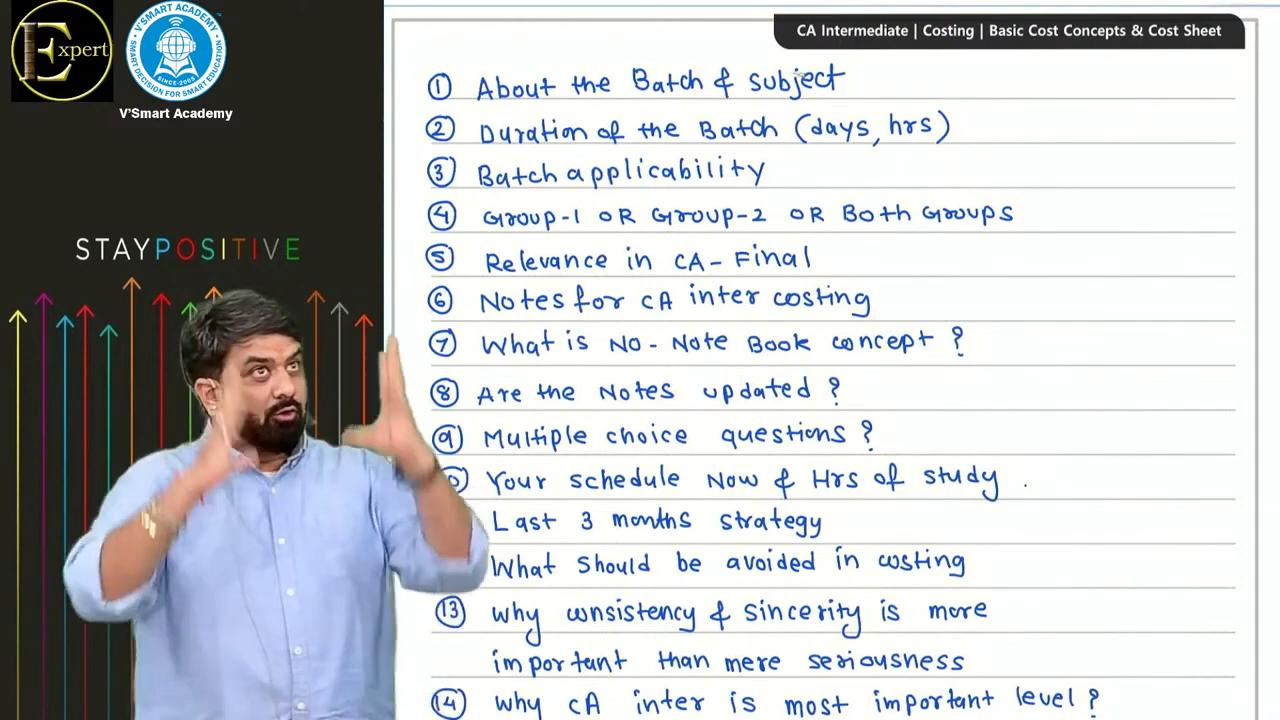 Expert
V'SMART ACADEMY
SMART DECISION FOR SMART EDUCATION
SINCE-2005
V'Smart Academy
STAYPOSITIVE
CA Intermediate | Costing | Basic Cost Concepts & Cost Sheet
① About the Batch & subject
② Duration of the Batch (days, hrs)
③ Batch applicability
④ Group-1 OR Group-2 OR Both Groups
⑤ Relevance in CA-Final
⑥ Notes for CA inter costing
⑦ What is No-Note Book concept?
⑧ Are the Notes updated?
⑨ Multiple choice questions?
Your schedule Now & Hrs of study.
Last 3 months strategy
What should be avoided in costing
⑬ Why consistency & sincerity is more
important than mere seriousness
⑭ Why CA inter is most important level?